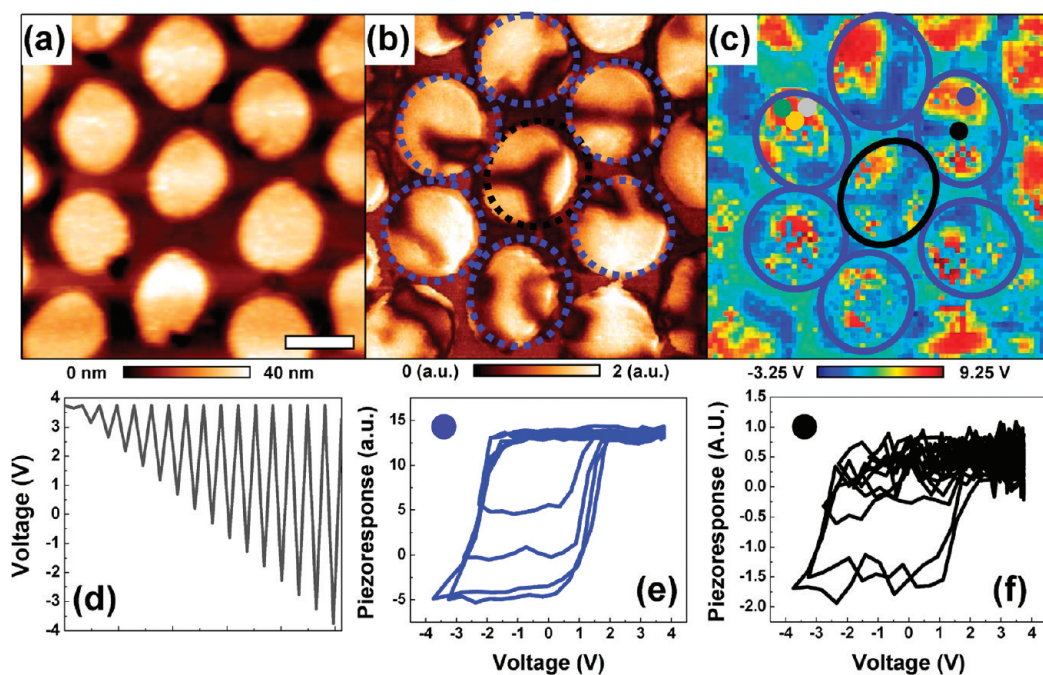 (a)
(b)
(c)
0 nm 40 nm
0 (a.u.) 2 (a.u.)
-3.25 V 9.25 V
Voltage (V)
4
3
2
1
0
-1
-2
-3
-4
(d)
Piezoresponse (a.u.)
15
10
5
0
-5
-4 -3 -2 -1 0 1 2 3 4
Voltage (V)
(e)
Piezoresponse (A.U.)
1.5
1.0
0.5
0.0
-0.5
-1.0
-1.5
-2.0
-4 -3 -2 -1 0 1 2 3 4
Voltage (V)
(f)